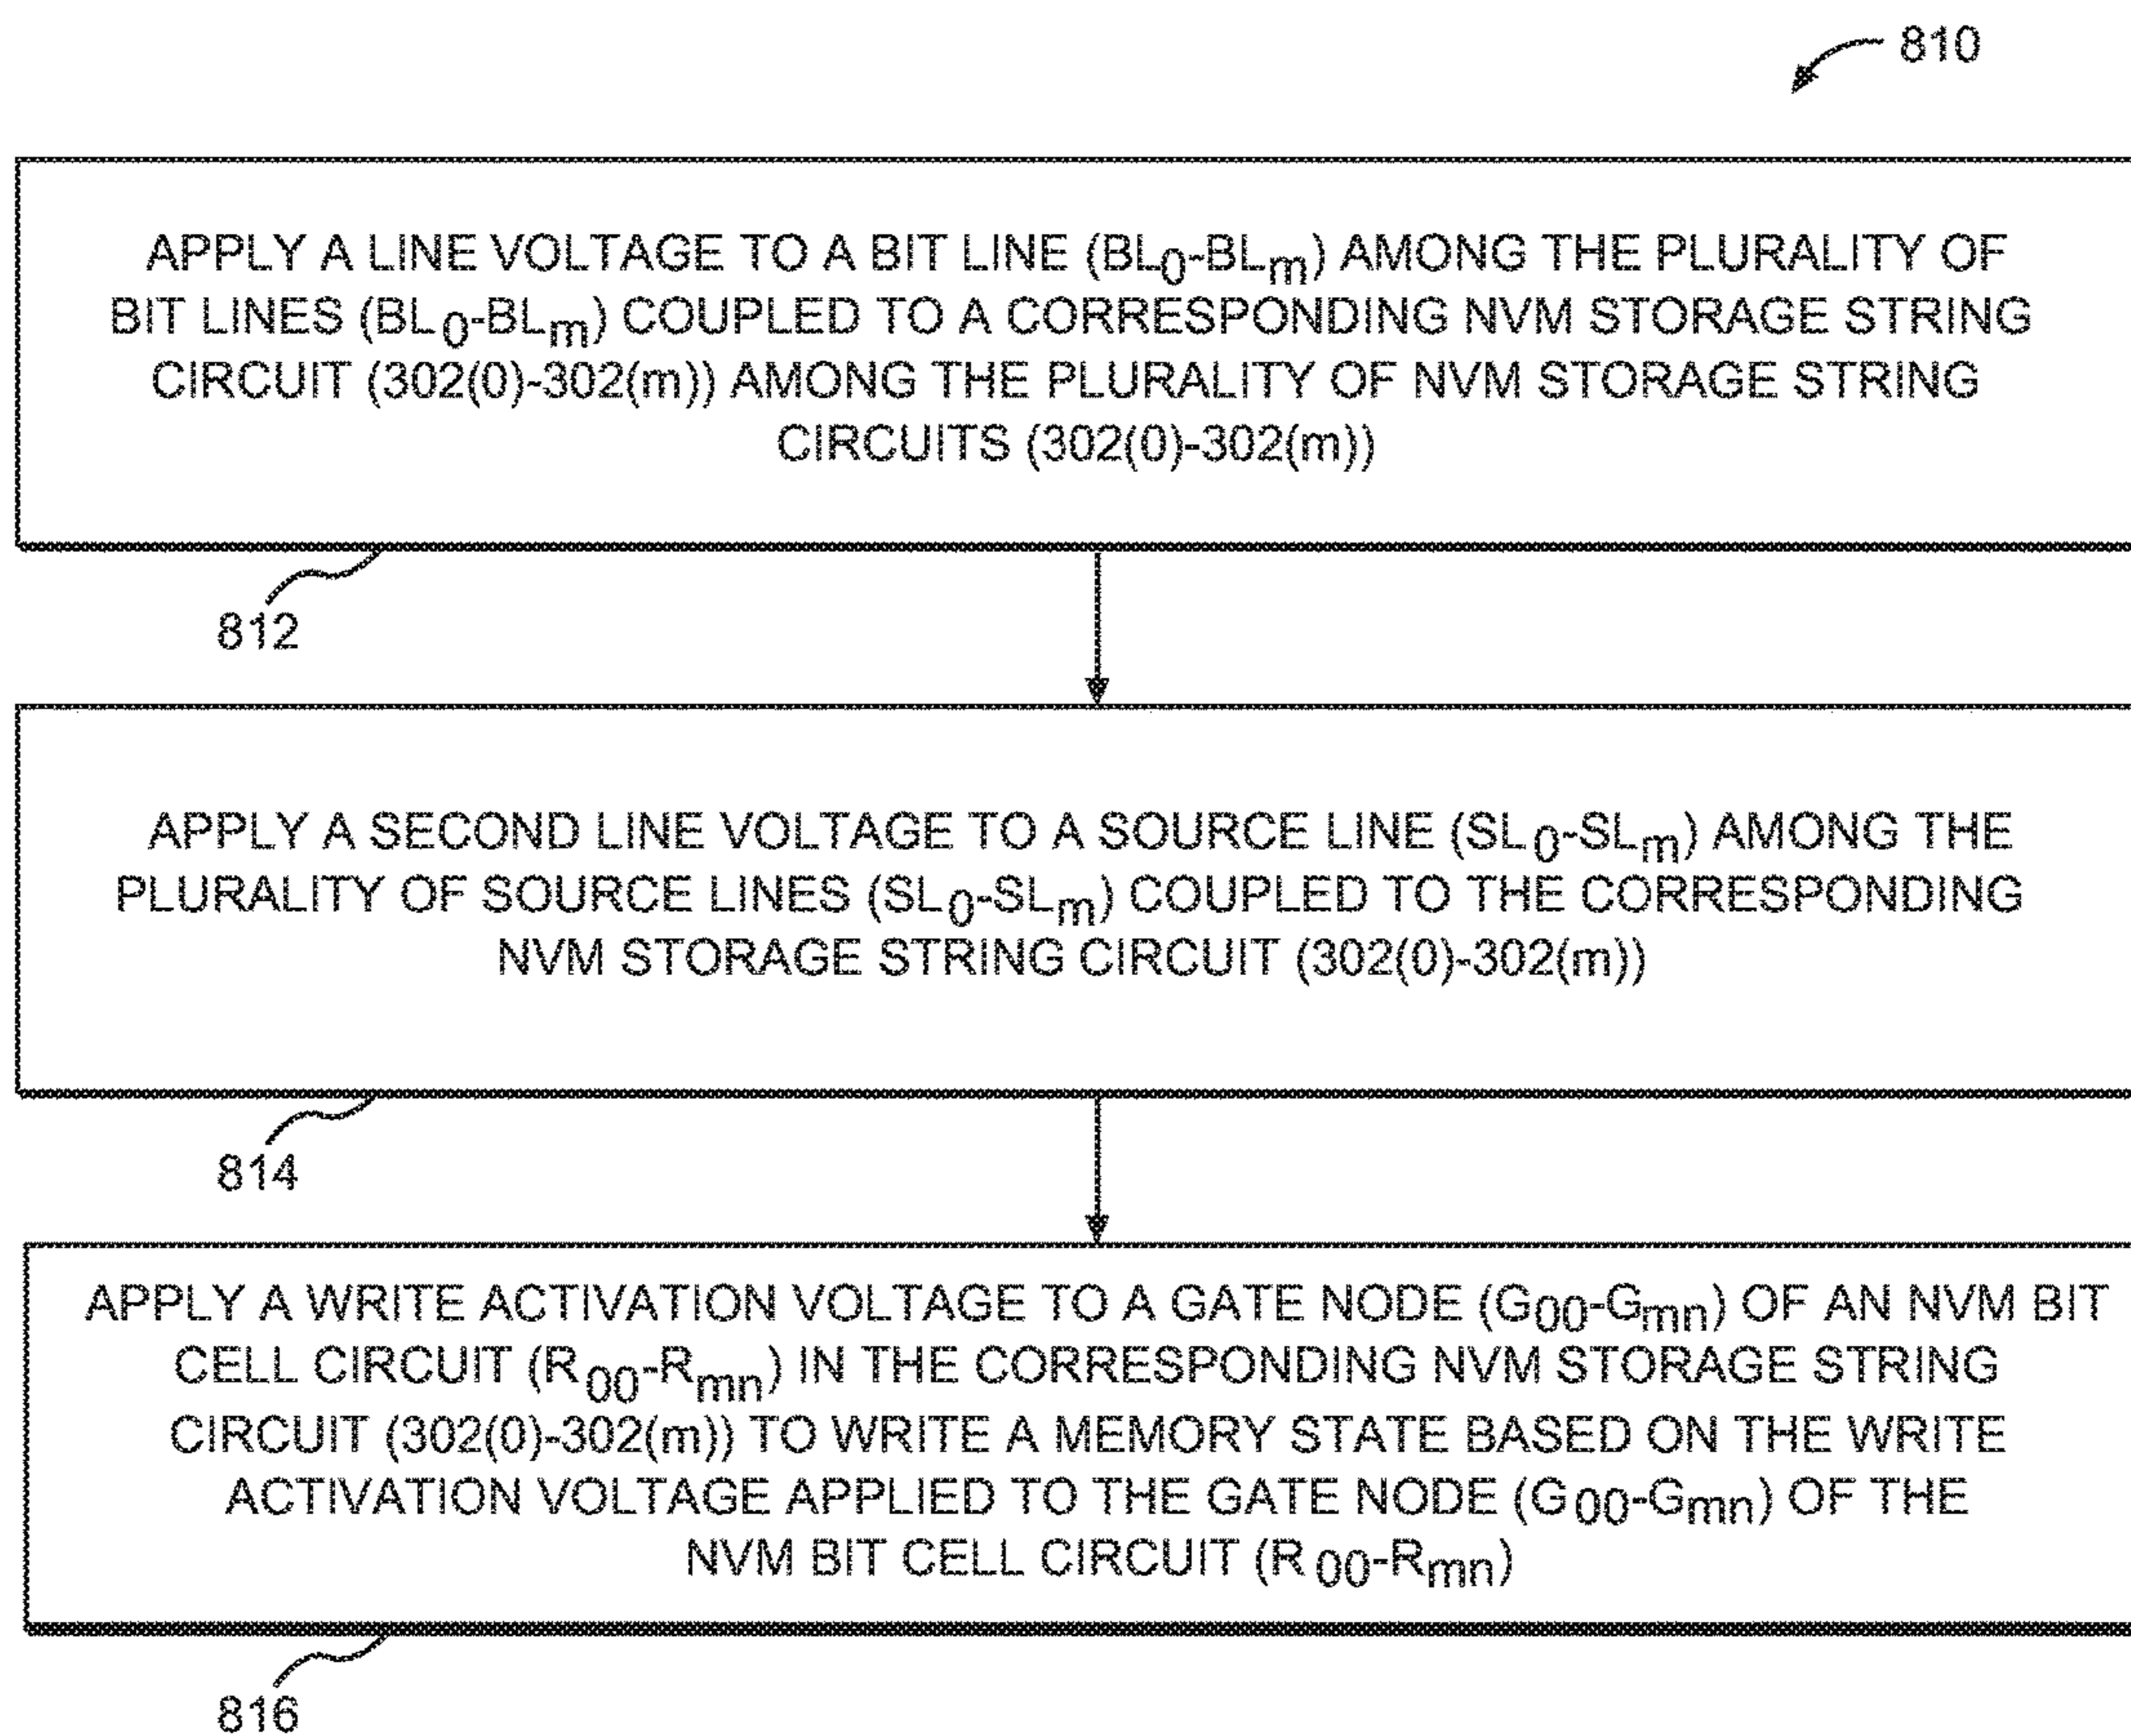 810
APPLY A LINE VOLTAGE TO A BIT LINE (BL0-BLm) AMONG THE PLURALITY OF
BIT LINES (BL0-BLm) COUPLED TO A CORRESPONDING NVM STORAGE STRING
CIRCUIT (302(0)-302(m)) AMONG THE PLURALITY OF NVM STORAGE STRING
CIRCUITS (302(0)-302(m))
812
APPLY A SECOND LINE VOLTAGE TO A SOURCE LINE (SL0-SLm) AMONG THE
PLURALITY OF SOURCE LINES (SL0-SLm) COUPLED TO THE CORRESPONDING
NVM STORAGE STRING CIRCUIT (302(0)-302(m))
814
APPLY A WRITE ACTIVATION VOLTAGE TO A GATE NODE (G00-Gmn) OF AN NVM BIT
CELL CIRCUIT (R00-Rmn) IN THE CORRESPONDING NVM STORAGE STRING
CIRCUIT (302(0)-302(m)) TO WRITE A MEMORY STATE BASED ON THE WRITE
ACTIVATION VOLTAGE APPLIED TO THE GATE NODE (G00-Gmn) OF THE
NVM BIT CELL CIRCUIT (R00-Rmn)
816